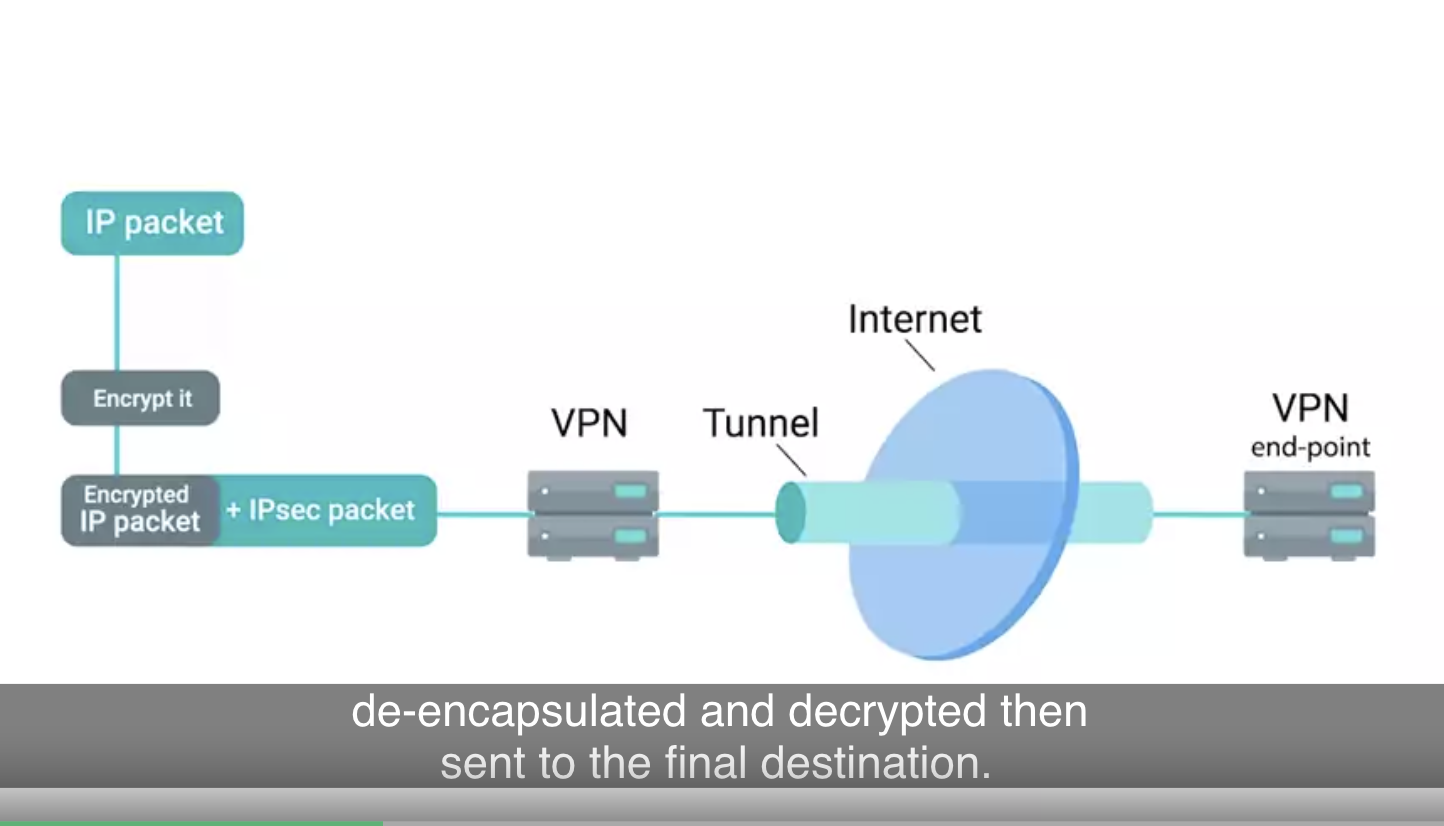 IP packet
Encrypt it
Encrypted
IP packet
+ IPsec packet
VPN
Tunnel
Internet
VPN
end-point
de-encapsulated and decrypted then
sent to the final destination.